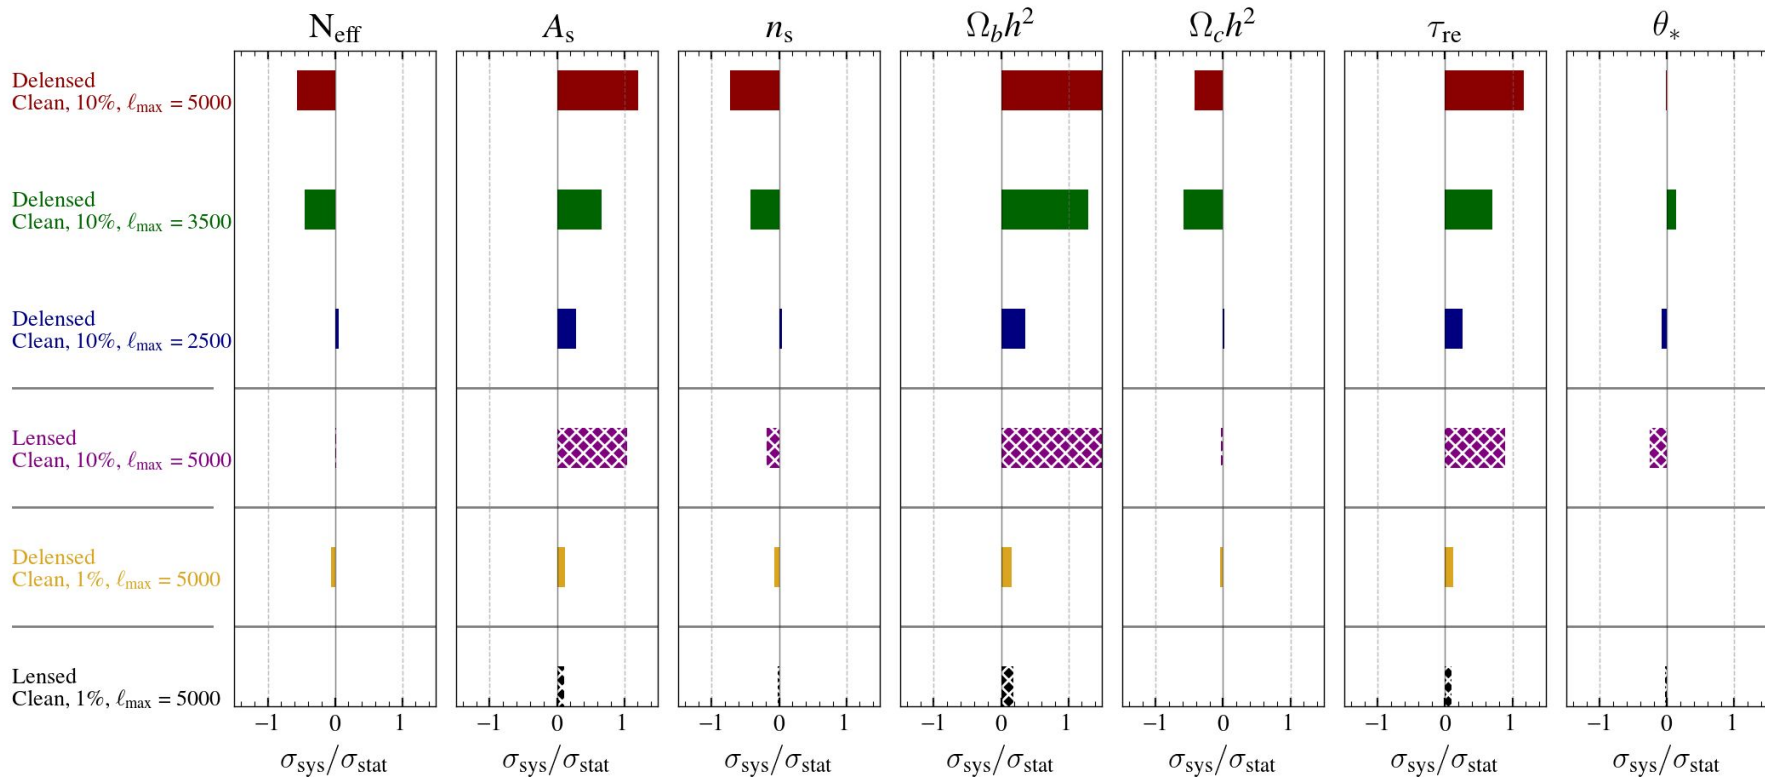 N_eff A_s n_s Ω_b h² Ω_c h² τ_re θ_*
Delensed
Clean, 10%, ℓ_max = 5000
Delensed
Clean, 10%, ℓ_max = 3500
Delensed
Clean, 10%, ℓ_max = 2500
Lensed
Clean, 10%, ℓ_max = 5000
Delensed
Clean, 1%, ℓ_max = 5000
Lensed
Clean, 1%, ℓ_max = 5000
−1 0 1 −1 0 1 −1 0 1 −1 0 1 −1 0 1 −1 0 1 −1 0 1
σ_sys/σ_stat σ_sys/σ_stat σ_sys/σ_stat σ_sys/σ_stat σ_sys/σ_stat σ_sys/σ_stat σ_sys/σ_stat